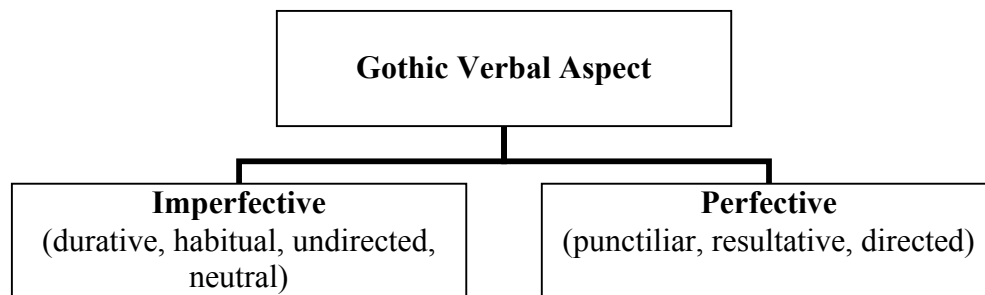 Gothic Verbal Aspect
Imperfective
(durative, habitual, undirected,
neutral)
Perfective
(punctiliar, resultative, directed)